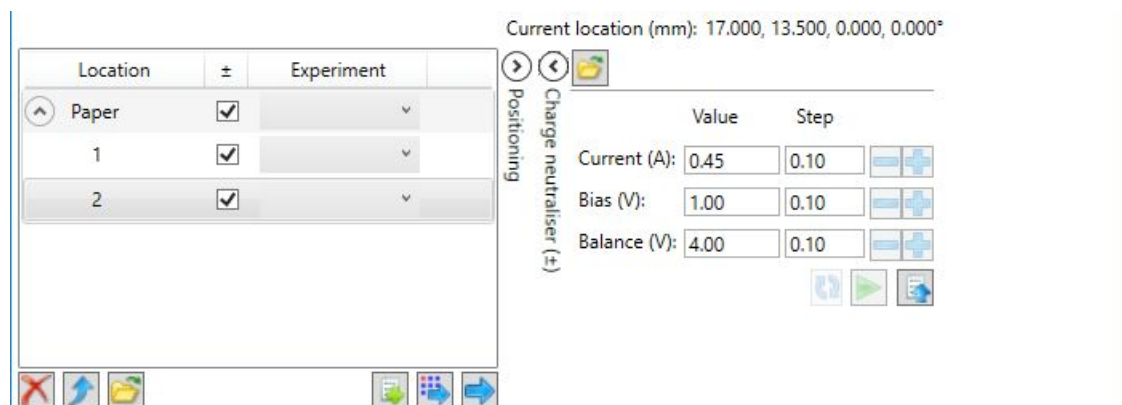 Current location (mm): 17.000, 13.500, 0.000, 0.000°
Location ± Experiment
Paper
1
2
Positioning
Charge neutraliser (±)
Value Step
Current (A): 0.45 0.10
Bias (V): 1.00 0.10
Balance (V): 4.00 0.10